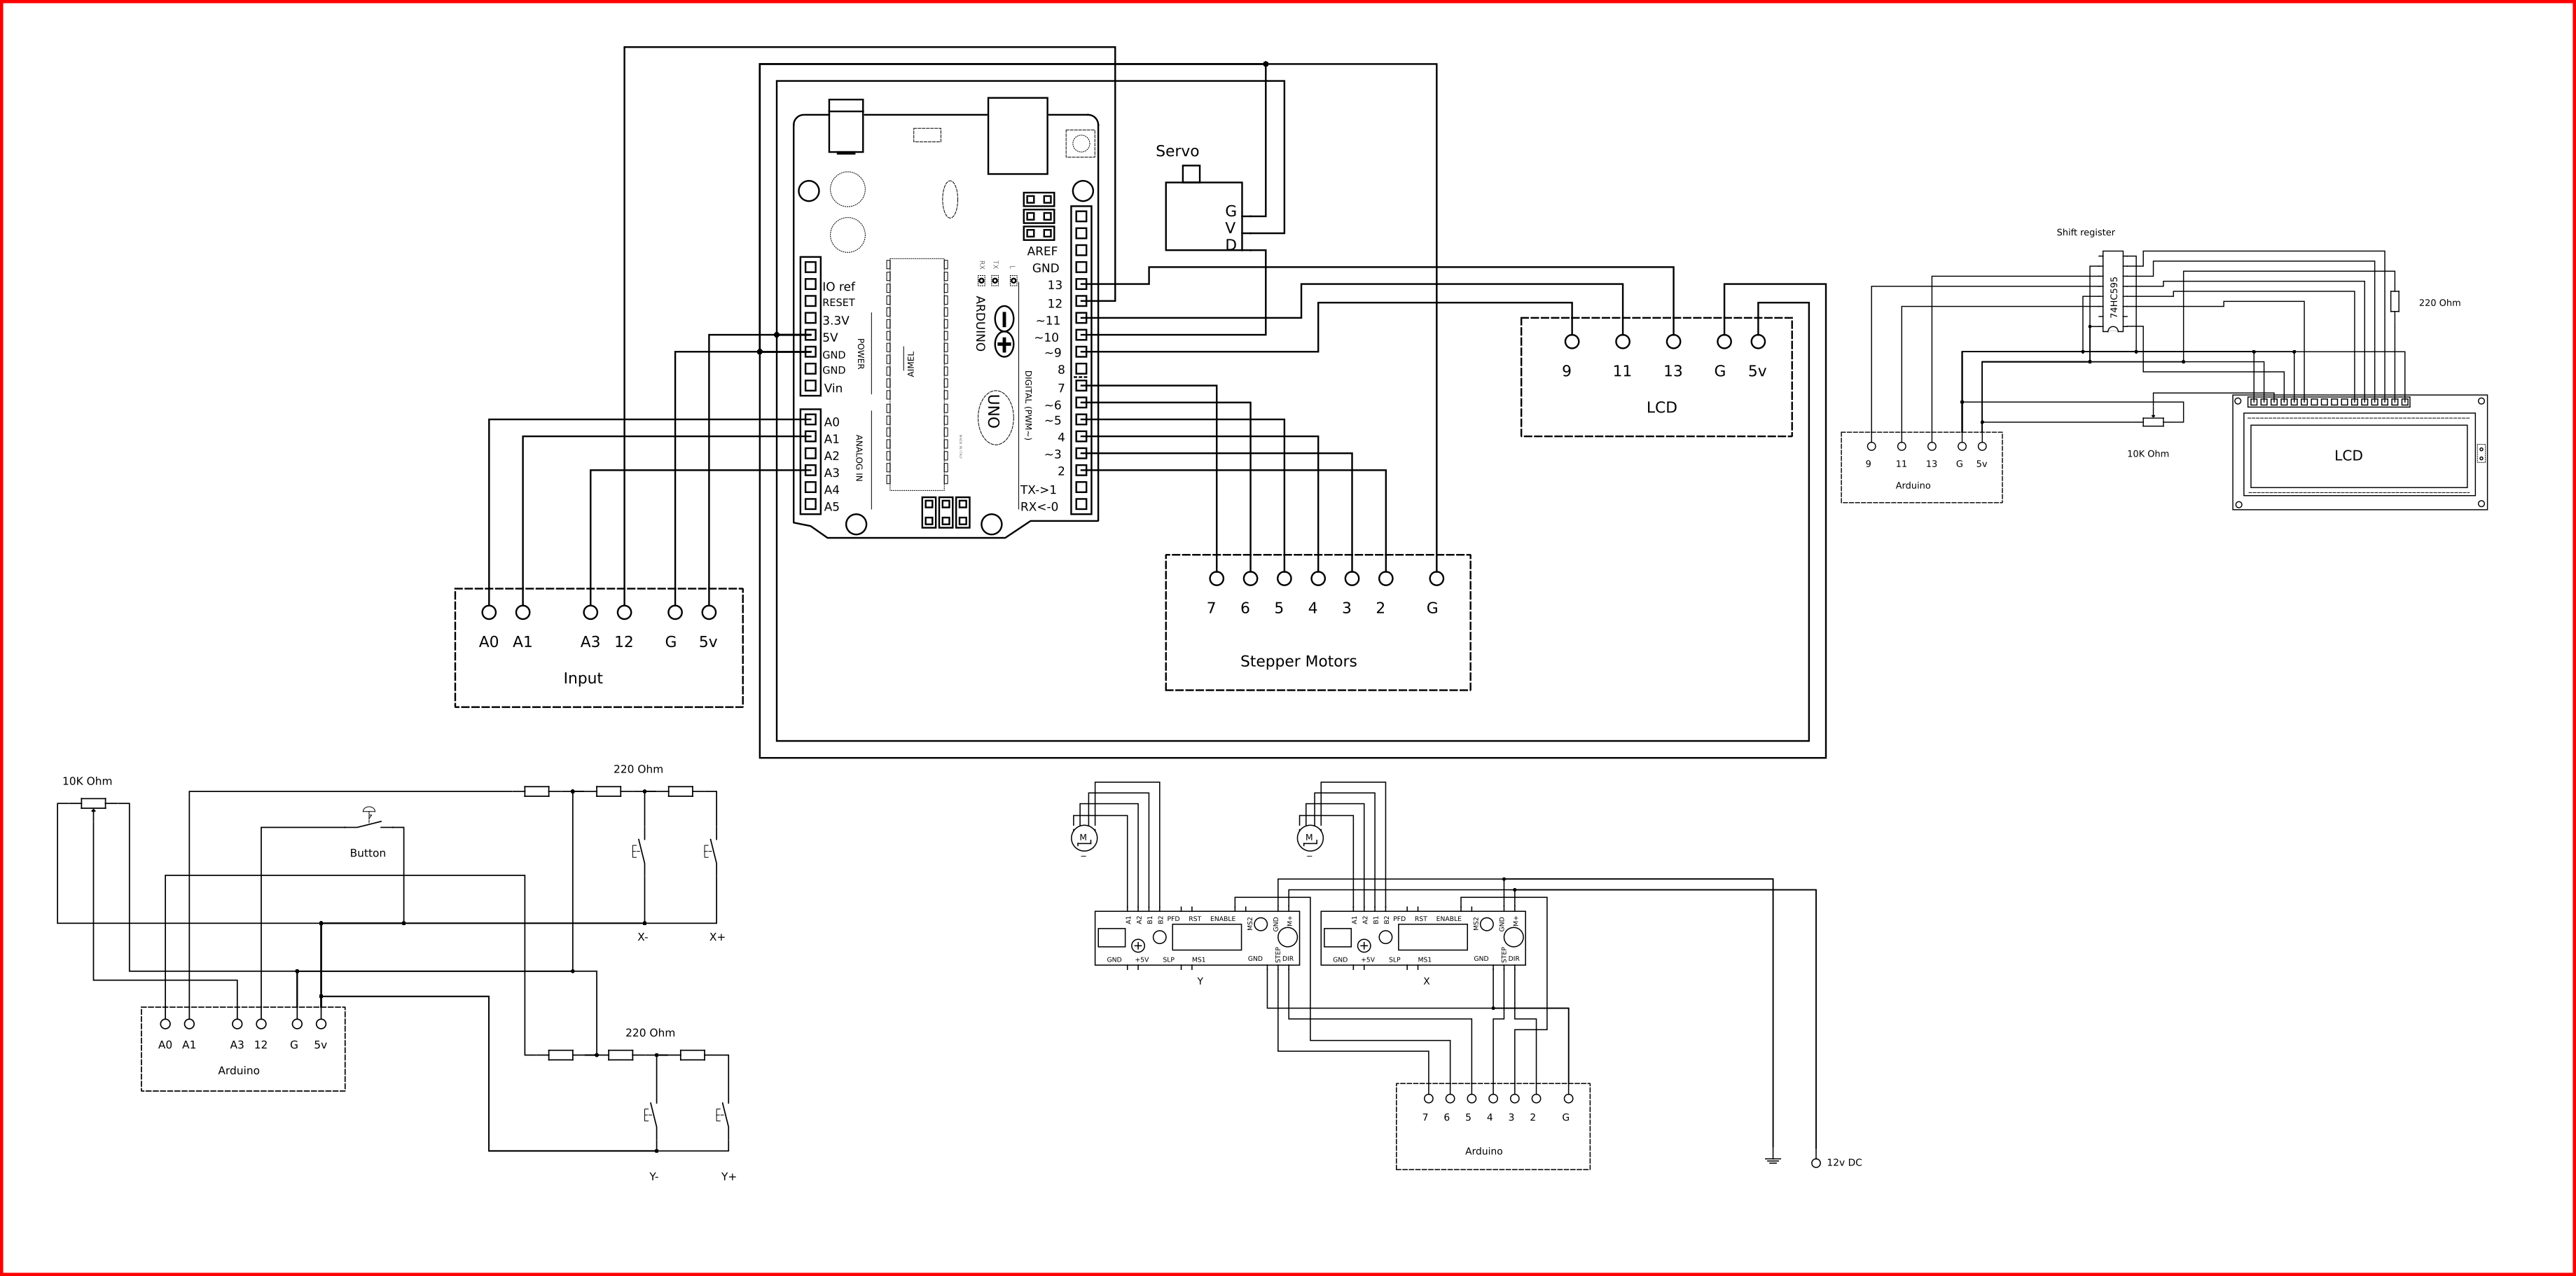 Servo
G
V
D
IO ref
RESET
3.3V
5V
GND
GND
Vin
POWER
A0
A1
A2
A3
A4
A5
ANALOG IN
AIMEL
RX
TX
L
ARDUINO
UNO
AREF
GND
13
12
~11
~10
~9
8
7
~6
~5
4
~3
2
TX->1
RX<-0
DIGITAL (PWM~)
9 11 13 G 5v
LCD
7 6 5 4 3 2 G
Stepper Motors
A0 A1 A3 12 G 5v
Input
Shift register
74HC595
220 Ohm
10K Ohm
9 11 13 G 5v
Arduino
LCD
10K Ohm
220 Ohm
Button
X- X+
A0 A1 A3 12 G 5v
Arduino
220 Ohm
Y- Y+
M
~
M
~
A1 A2 B1 B2 PFD RST ENABLE MS2 GND M+
GND +5V SLP MS1 GND STEP DIR
Y
A1 A2 B1 B2 PFD RST ENABLE MS2 GND M+
GND +5V SLP MS1 GND STEP DIR
X
7 6 5 4 3 2 G
Arduino
12v DC